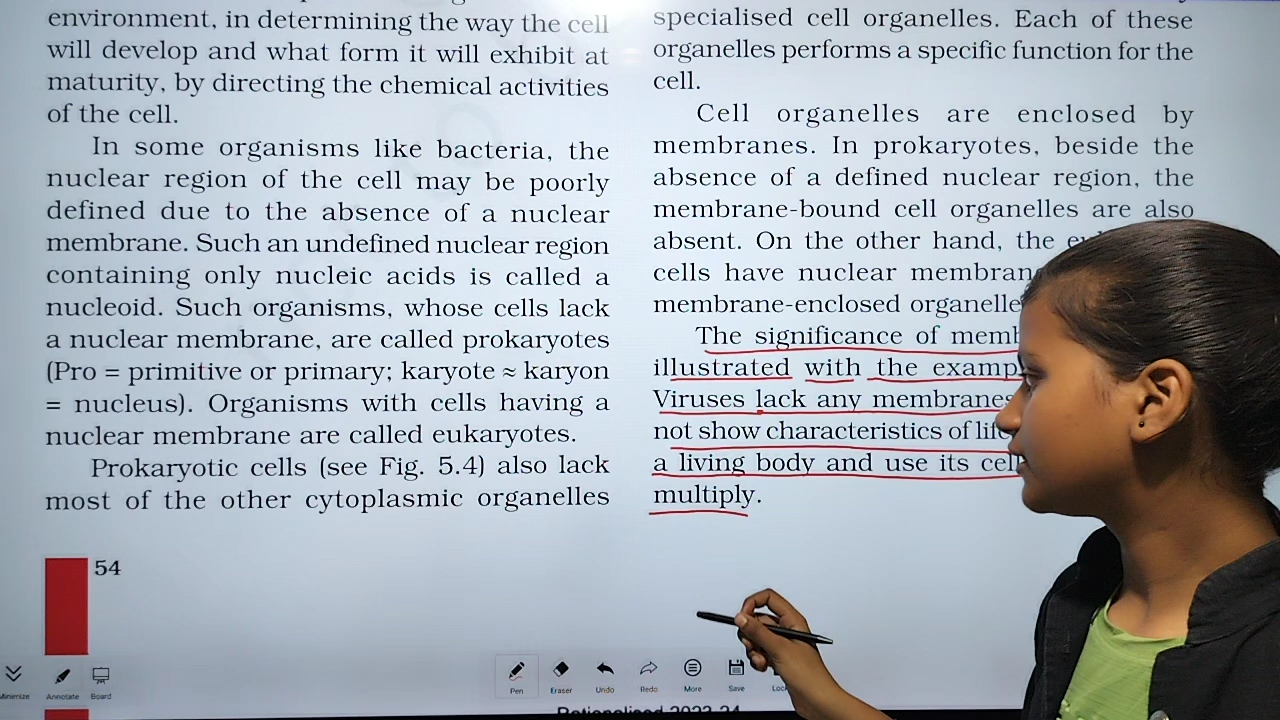 environment, in determining the way the cell
will develop and what form it will exhibit at
maturity, by directing the chemical activities
of the cell.
In some organisms like bacteria, the
nuclear region of the cell may be poorly
defined due to the absence of a nuclear
membrane. Such an undefined nuclear region
containing only nucleic acids is called a
nucleoid. Such organisms, whose cells lack
a nuclear membrane, are called prokaryotes
(Pro = primitive or primary; karyote ≈ karyon
= nucleus). Organisms with cells having a
nuclear membrane are called eukaryotes.
Prokaryotic cells (see Fig. 5.4) also lack
most of the other cytoplasmic organelles
specialised cell organelles. Each of these
organelles performs a specific function for the
cell.
Cell organelles are enclosed by
membranes. In prokaryotes, beside the
absence of a defined nuclear region, the
membrane-bound cell organelles are also
absent. On the other hand, the
cells have nuclear
membrane-enclosed
The significance of
illustrated with the
Viruses lack any membranes
not show characteristics of
a living body and use its
multiply.
54
Minimize
Annotate
Board
Pen
Eraser
Undo
Redo
More
Save
Rationalised 2023-24